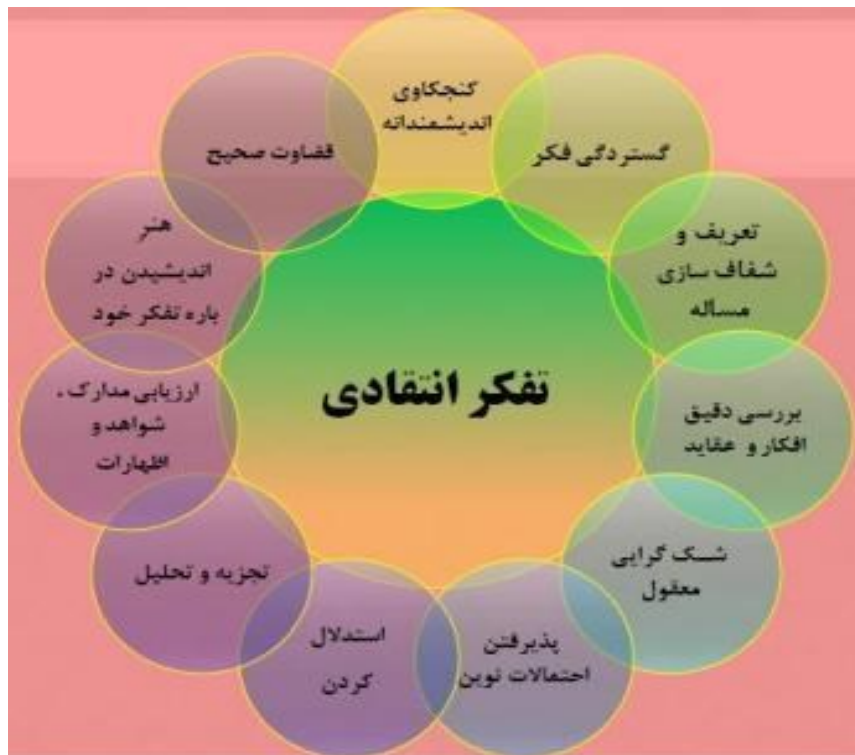 تفکر انتقادی
کنجکاوی
اندیشمندانه
گستردگی فکر
تعریف و
شفاف سازی
مساله
بررسی دقیق
افکار و عقاید
شک گرایی
معقول
پذیرفتن
احتمالات نوین
استدلال
کردن
تجزیه و تحلیل
ارزیابی مدارک ،
شواهد و
اظهارات
هنر
اندیشیدن در
باره تفکر خود
قضاوت صحیح